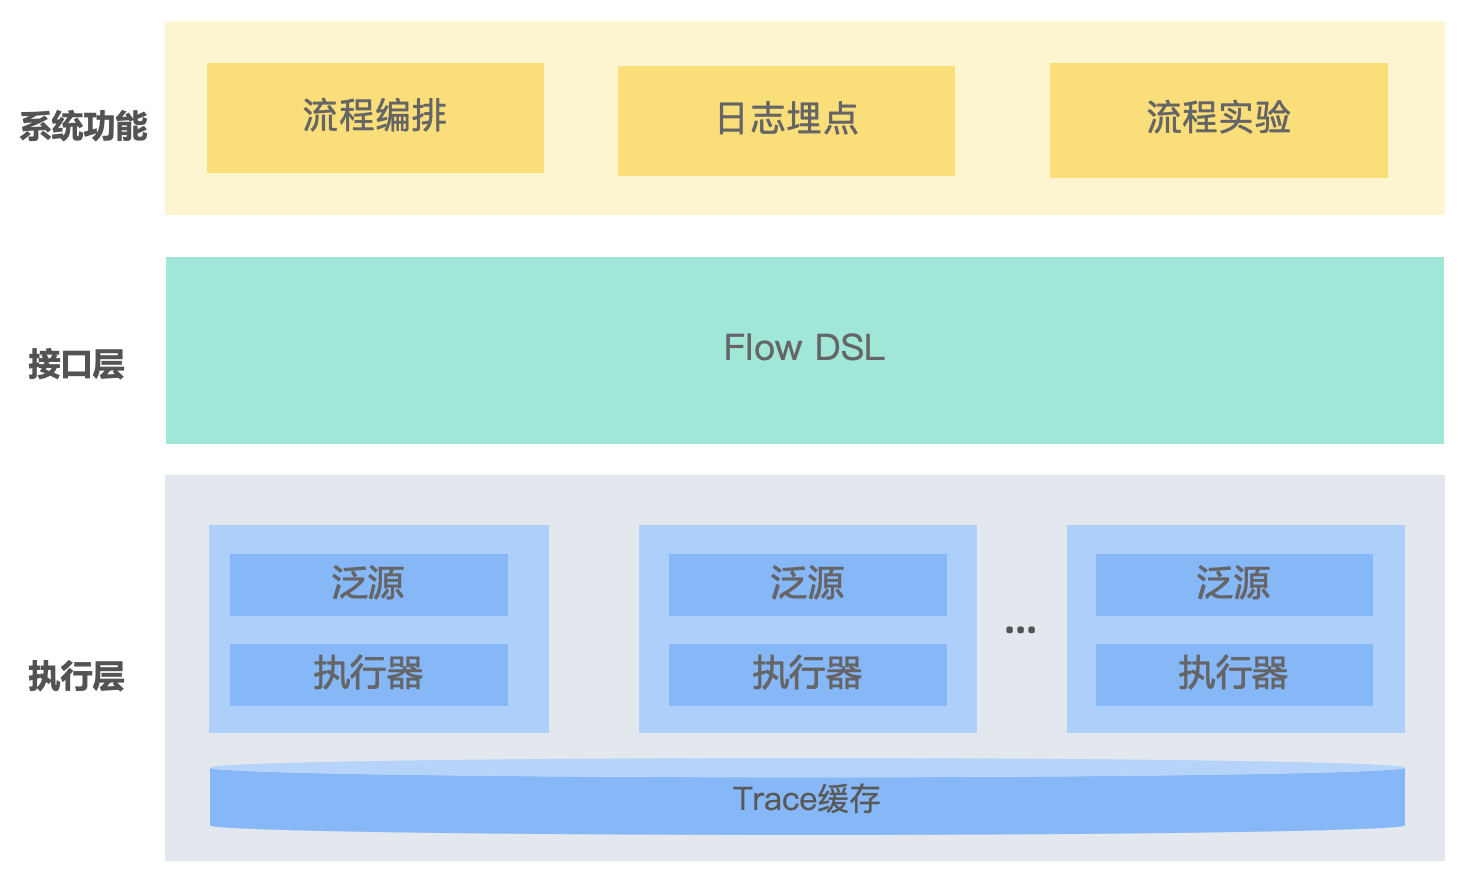 系统功能
流程编排
日志埋点
流程实验
接口层
Flow DSL
执行层
泛源
执行器
泛源
执行器
...
泛源
执行器
Trace缓存